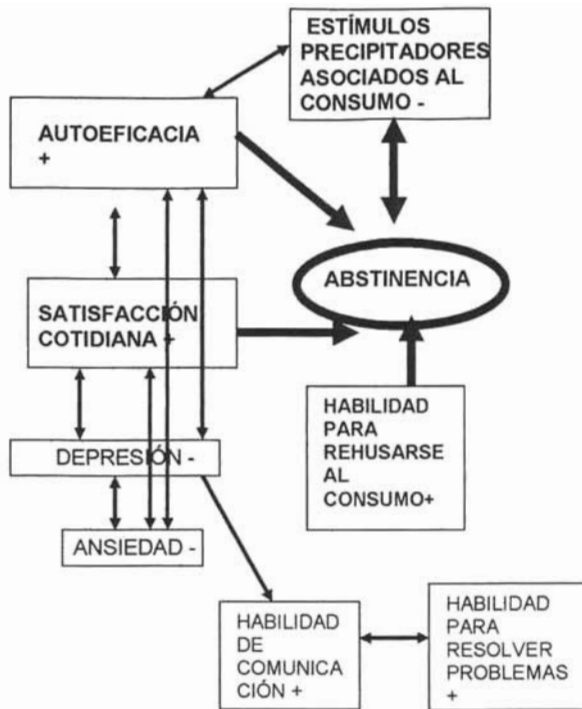 ESTÍMULOS
PRECIPITADORES
ASOCIADOS AL
CONSUMO -
AUTOEFICACIA
+
ABSTINENCIA
SATISFACCIÓN
COTIDIANA +
HABILIDAD
PARA
REHUSARSE
AL
CONSUMO+
DEPRESIÓN -
ANSIEDAD -
HABILIDAD
DE
COMUNICA
CIÓN +
HABILIDAD
PARA
RESOLVER
PROBLEMAS
+